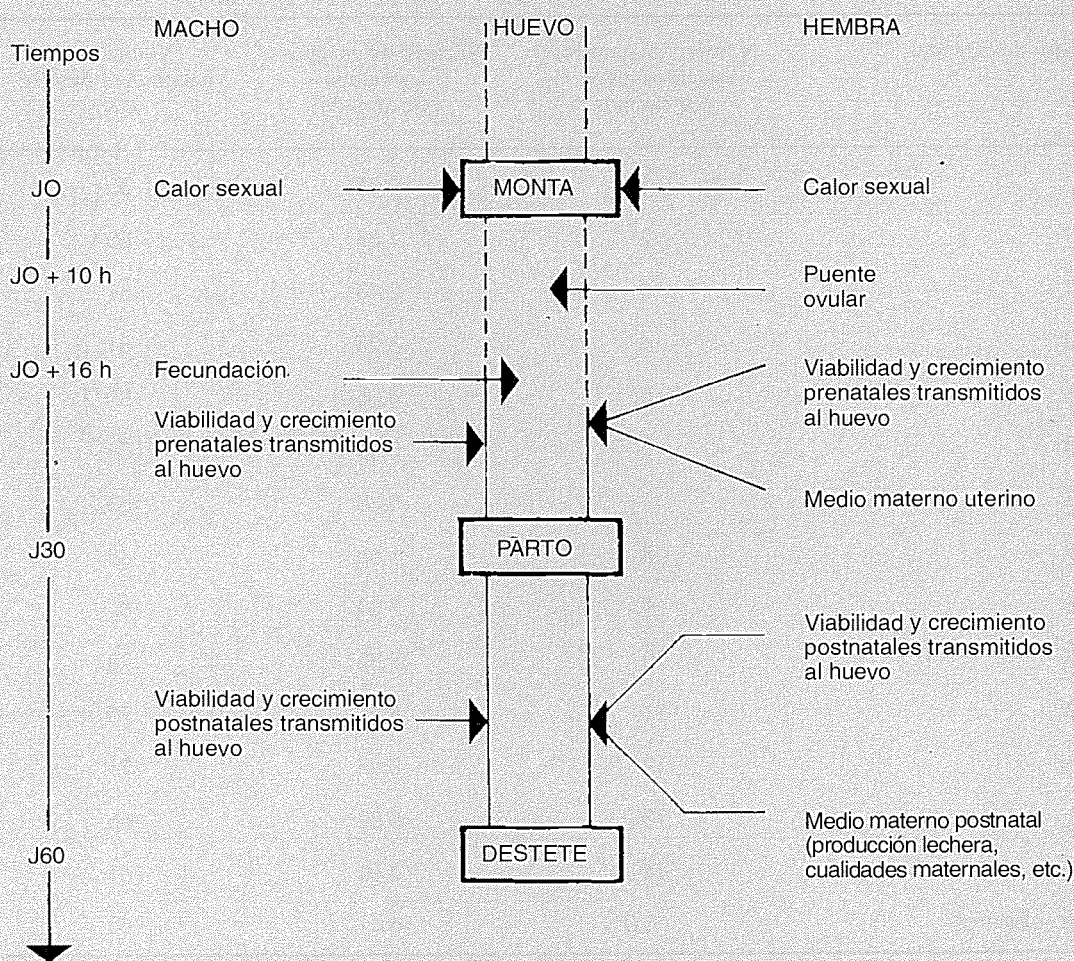 MACHO
HUEVO
HEMBRA
Tiempos
JO
Calor sexual
MONTA
Calor sexual
JO + 10 h
Puente
ovular
JO + 16 h
Fecundación
Viabilidad y crecimiento
prenatales transmitidos
al huevo
Viabilidad y crecimiento
prenatales transmitidos
al huevo
Medio materno uterino
J30
PARTO
Viabilidad y crecimiento
postnatales transmitidos
al huevo
Viabilidad y crecimiento
postnatales transmitidos
al huevo
Medio materno postnatal
(producción lechera,
cualidades maternales, etc.)
J60
DESTETE